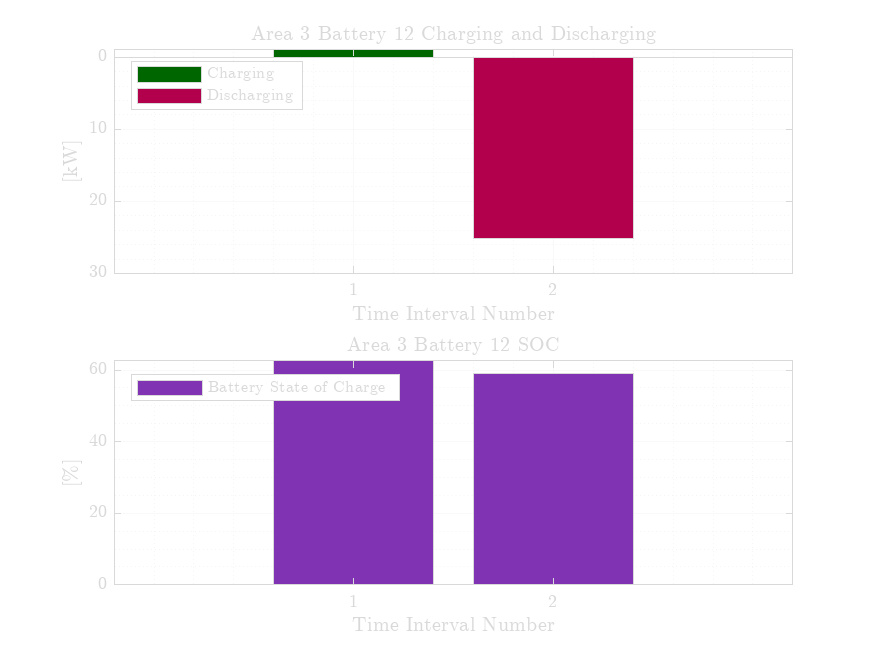 Area 3 Battery 12 Charging and Discharging
0
10
20
30
[kW]
Charging
Discharging
1 2
Time Interval Number
Area 3 Battery 12 SOC
60
40
20
0
[%]
Battery State of Charge
1 2
Time Interval Number